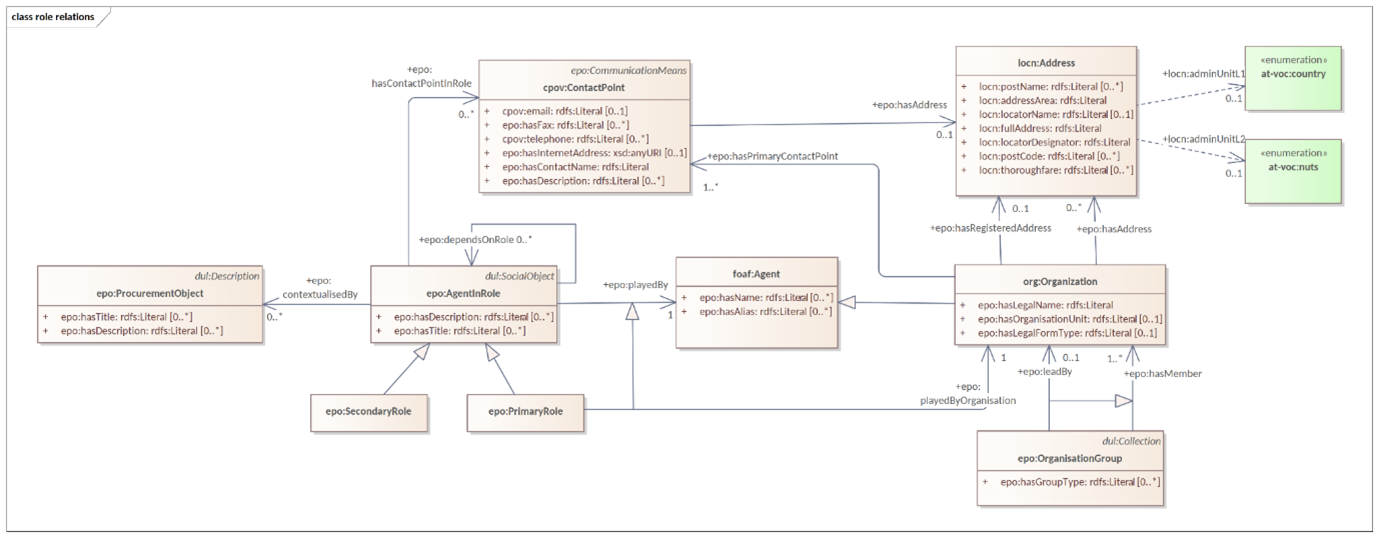 class role relations
epo:CommunicationMeans
cpov:ContactPoint
+ cpov:email: rdfs:Literal [0..1]
+ epo:hasFax: rdfs:Literal [0..*]
+ cpov:telephone: rdfs:Literal [0..*]
+ epo:hasInternetAddress: xsd:anyURI [0..1]
+ epo:hasContactName: rdfs:Literal
+ epo:hasDescription: rdfs:Literal [0..*]
+epo:
hasContactPointInRole
0..*
+epo:hasAddress
0..1
+epo:hasPrimaryContactPoint
1..*
locn:Address
+ locn:postName: rdfs:Literal [0..*]
+ locn:addressArea: rdfs:Literal
+ locn:locatorName: rdfs:Literal [0..1]
+ locn:fullAddress: rdfs:Literal
+ locn:locatorDesignator: rdfs:Literal
+ locn:postCode: rdfs:Literal [0..*]
+ locn:thoroughfare: rdfs:Literal [0..*]
+locn:adminUnitL1
0..1
«enumeration»
at-voc:country
+locn:adminUnitL2
0..1
«enumeration»
at-voc:nuts
0..1
+epo:hasRegisteredAddress
0..*
+epo:hasAddress
+epo:dependsOnRole 0..*
dul:Description
epo:ProcurementObject
+ epo:hasTitle: rdfs:Literal [0..*]
+ epo:hasDescription: rdfs:Literal [0..*]
+epo:
contextualisedBy
0..*
dul:SocialObject
epo:AgentInRole
+ epo:hasDescription: rdfs:Literal [0..*]
+ epo:hasTitle: rdfs:Literal [0..*]
+epo:playedBy
1
foaf:Agent
+ epo:hasName: rdfs:Literal [0..*]
+ epo:hasAlias: rdfs:Literal [0..*]
org:Organization
+ epo:hasLegalName: rdfs:Literal
+ epo:hasOrganisationUnit: rdfs:Literal [0..1]
+ epo:hasLegalFormType: rdfs:Literal [0..1]
epo:SecondaryRole
epo:PrimaryRole
+epo:
playedByOrganisation
1
0..1
+epo:leadBy
1..*
+epo:hasMember
dul:Collection
epo:OrganisationGroup
+ epo:hasGroupType: rdfs:Literal [0..*]